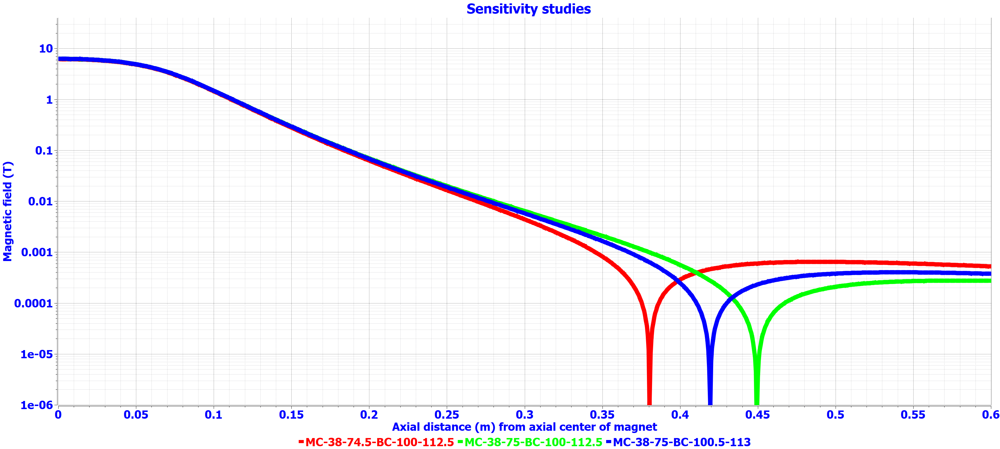 Sensitivity studies
Magnetic field (T)
10
1
0.1
0.01
0.001
0.0001
1e-05
1e-06
0 0.05 0.1 0.15 0.2 0.25 0.3 0.35 0.4 0.45 0.5 0.55 0.6
Axial distance (m) from axial center of magnet
MC-38-74.5-BC-100-112.5 MC-38-75-BC-100-112.5 MC-38-75-BC-100.5-113